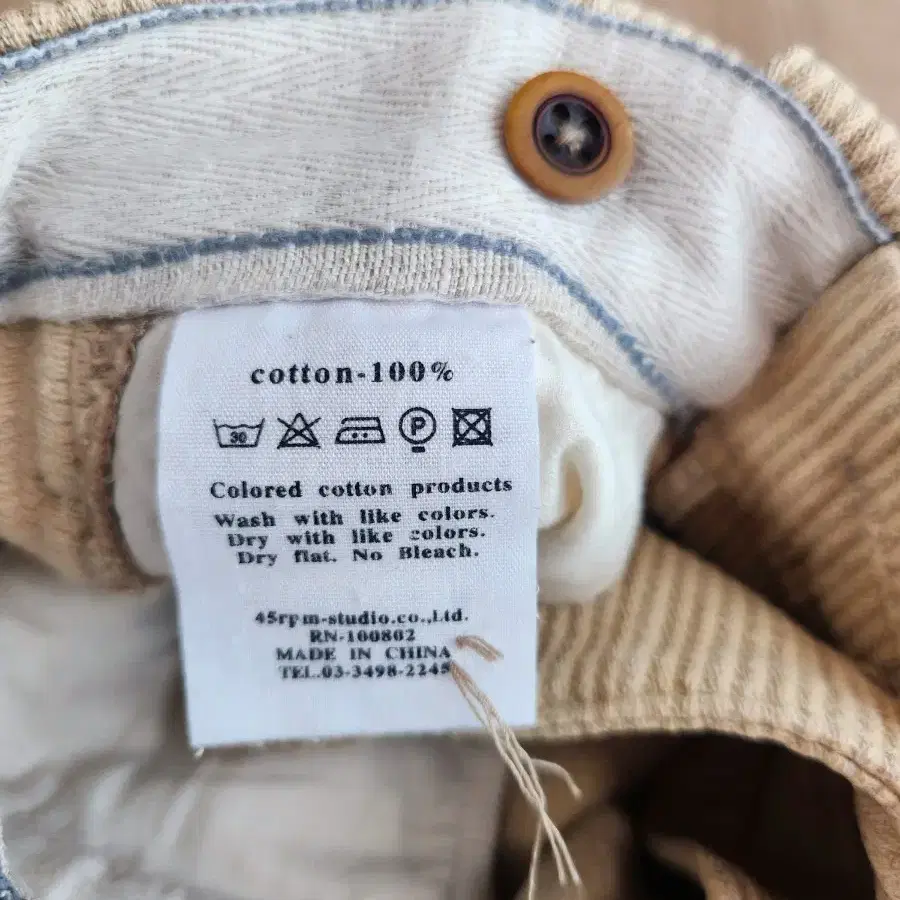 cotton-100%
30 P
Colored cotton products
Wash with like colors.
Dry with like colors.
Dry flat. No Bleach.
45rpm-studio.co.,Ltd.
RN-100802
MADE IN CHINA
TEL.03-3498-2245